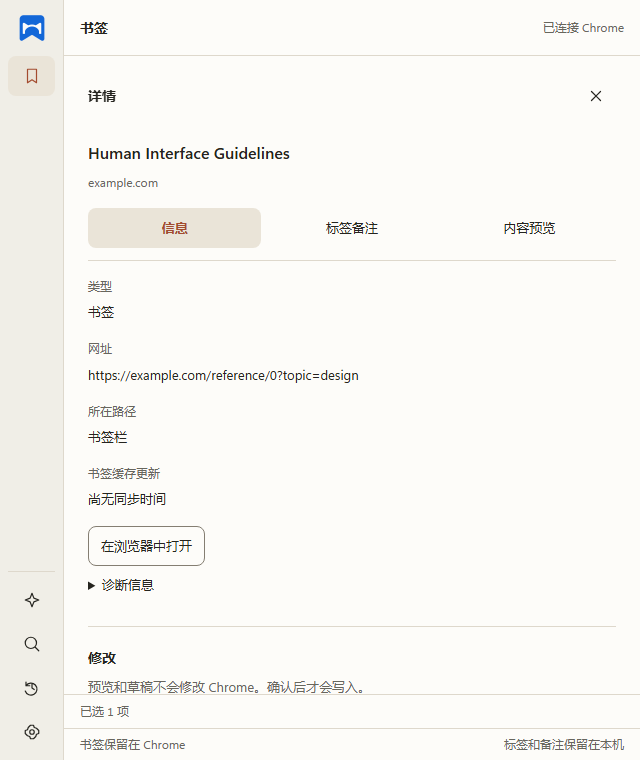 书签
已连接 Chrome
详情
Human Interface Guidelines
example.com
信息
标签备注
内容预览
类型
书签
网址
https://example.com/reference/0?topic=design
所在路径
书签栏
书签缓存更新
尚无同步时间
在浏览器中打开
诊断信息
修改
预览和草稿不会修改 Chrome。确认后才会写入。
已选 1 项
书签保留在 Chrome
标签和备注保留在本机